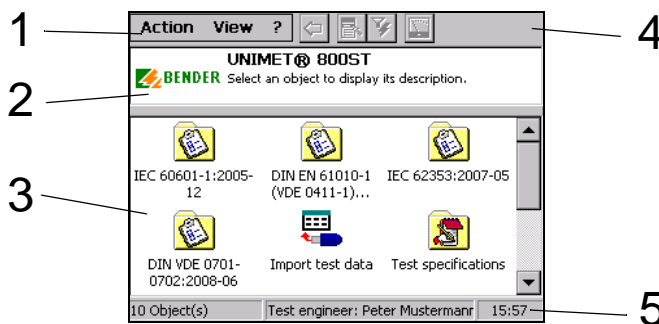 1
Action View ?
4
UNIMET® 800ST
BENDER Select an object to display its description.
2
IEC 60601-1:2005-
12
DIN EN 61010-1
(VDE 0411-1)...
IEC 62353:2007-05
3
DIN VDE 0701-
0702:2008-06
Import test data
Test specifications
10 Object(s)
Test engineer: Peter Mustermanr
15:57
5